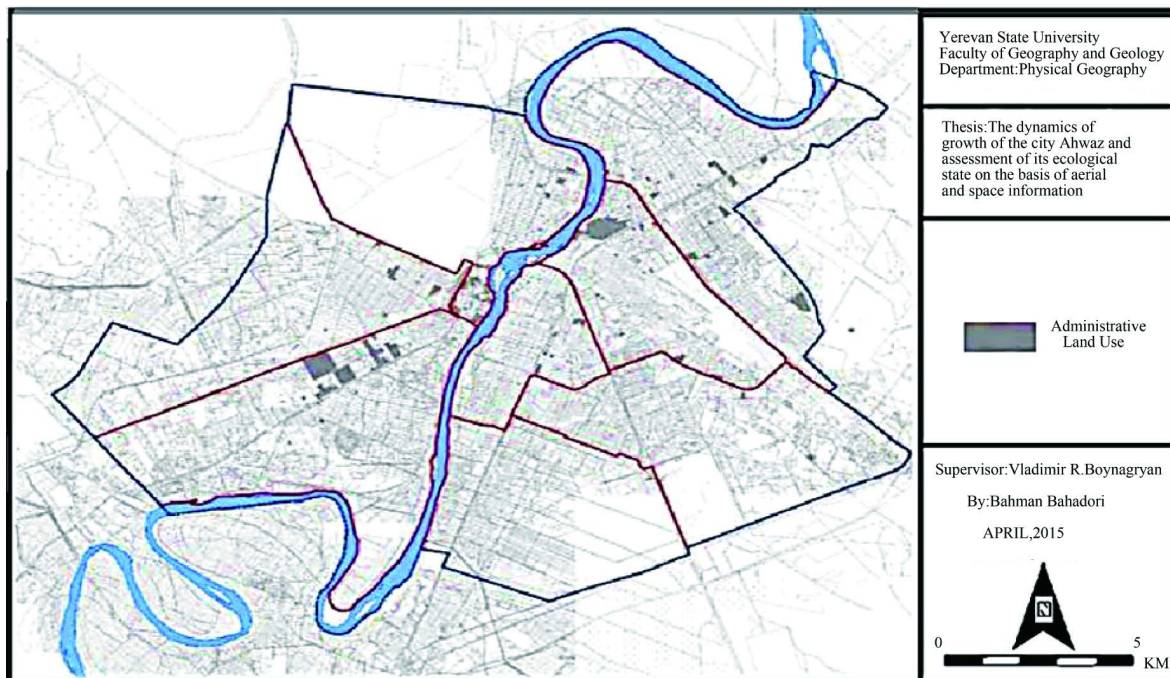 Yerevan State University
Faculty of Geography and Geology
Department:Physical Geography
Thesis:The dynamics of
growth of the city Ahwaz and
assessment of its ecological
state on the basis of aerial
and space information
Administrative
Land Use
Supervisor:Vladimir R.Boynagryan
By:Bahman Bahadori
APRIL,2015
N
0 5
KM